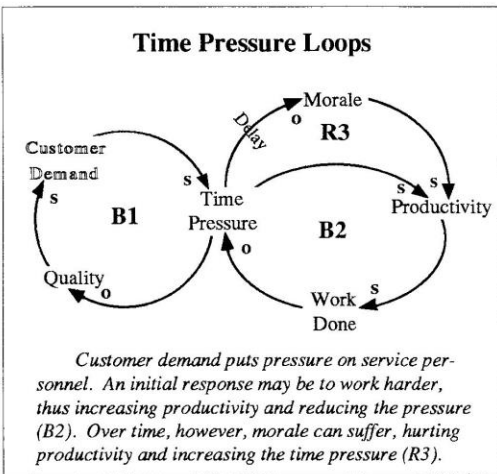 Time Pressure Loops
Delay
Morale
o
R3
Customer
Demand
s
s
Time
Pressure
s
s
Productivity
B1
B2
o
Quality
o
Work
Done
s
Customer demand puts pressure on service per-
sonnel. An initial response may be to work harder,
thus increasing productivity and reducing the pressure
(B2). Over time, however, morale can suffer, hurting
productivity and increasing the time pressure (R3).